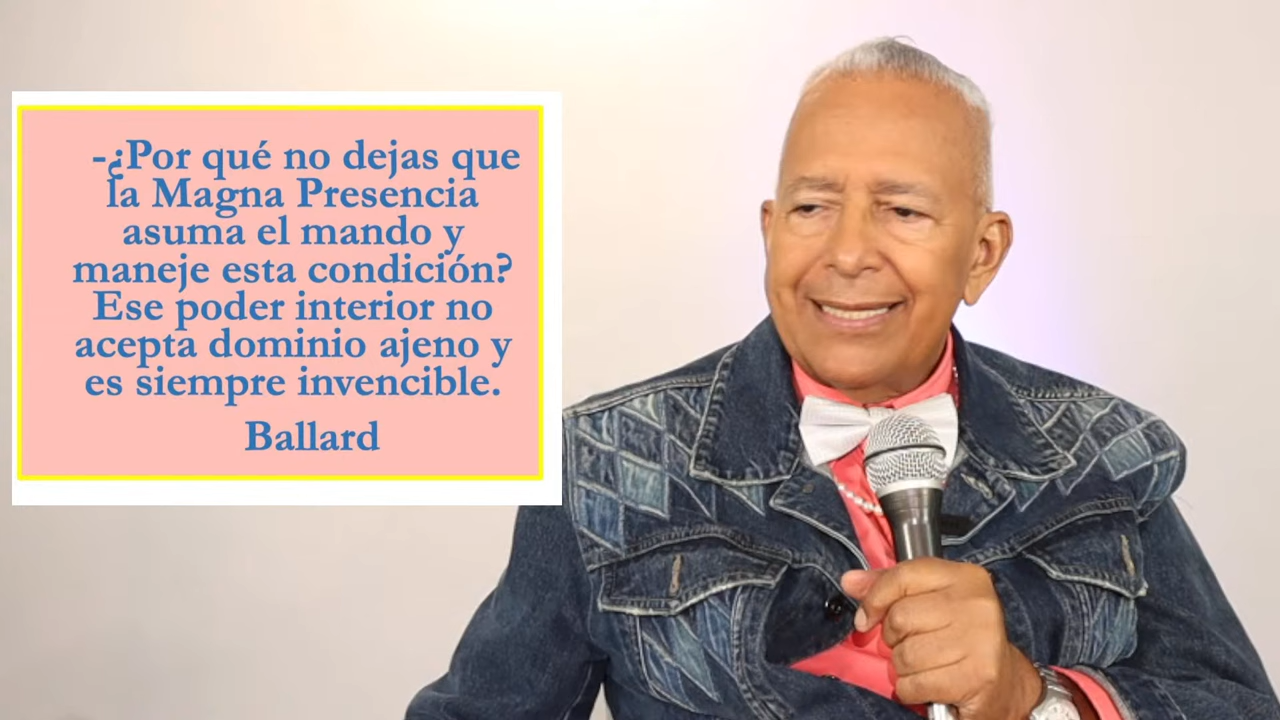 -¿Por qué no dejas que
la Magna Presencia
asuma el mando y
maneje esta condición?
Ese poder interior no
acepta dominio ajeno y
es siempre invencible.
Ballard